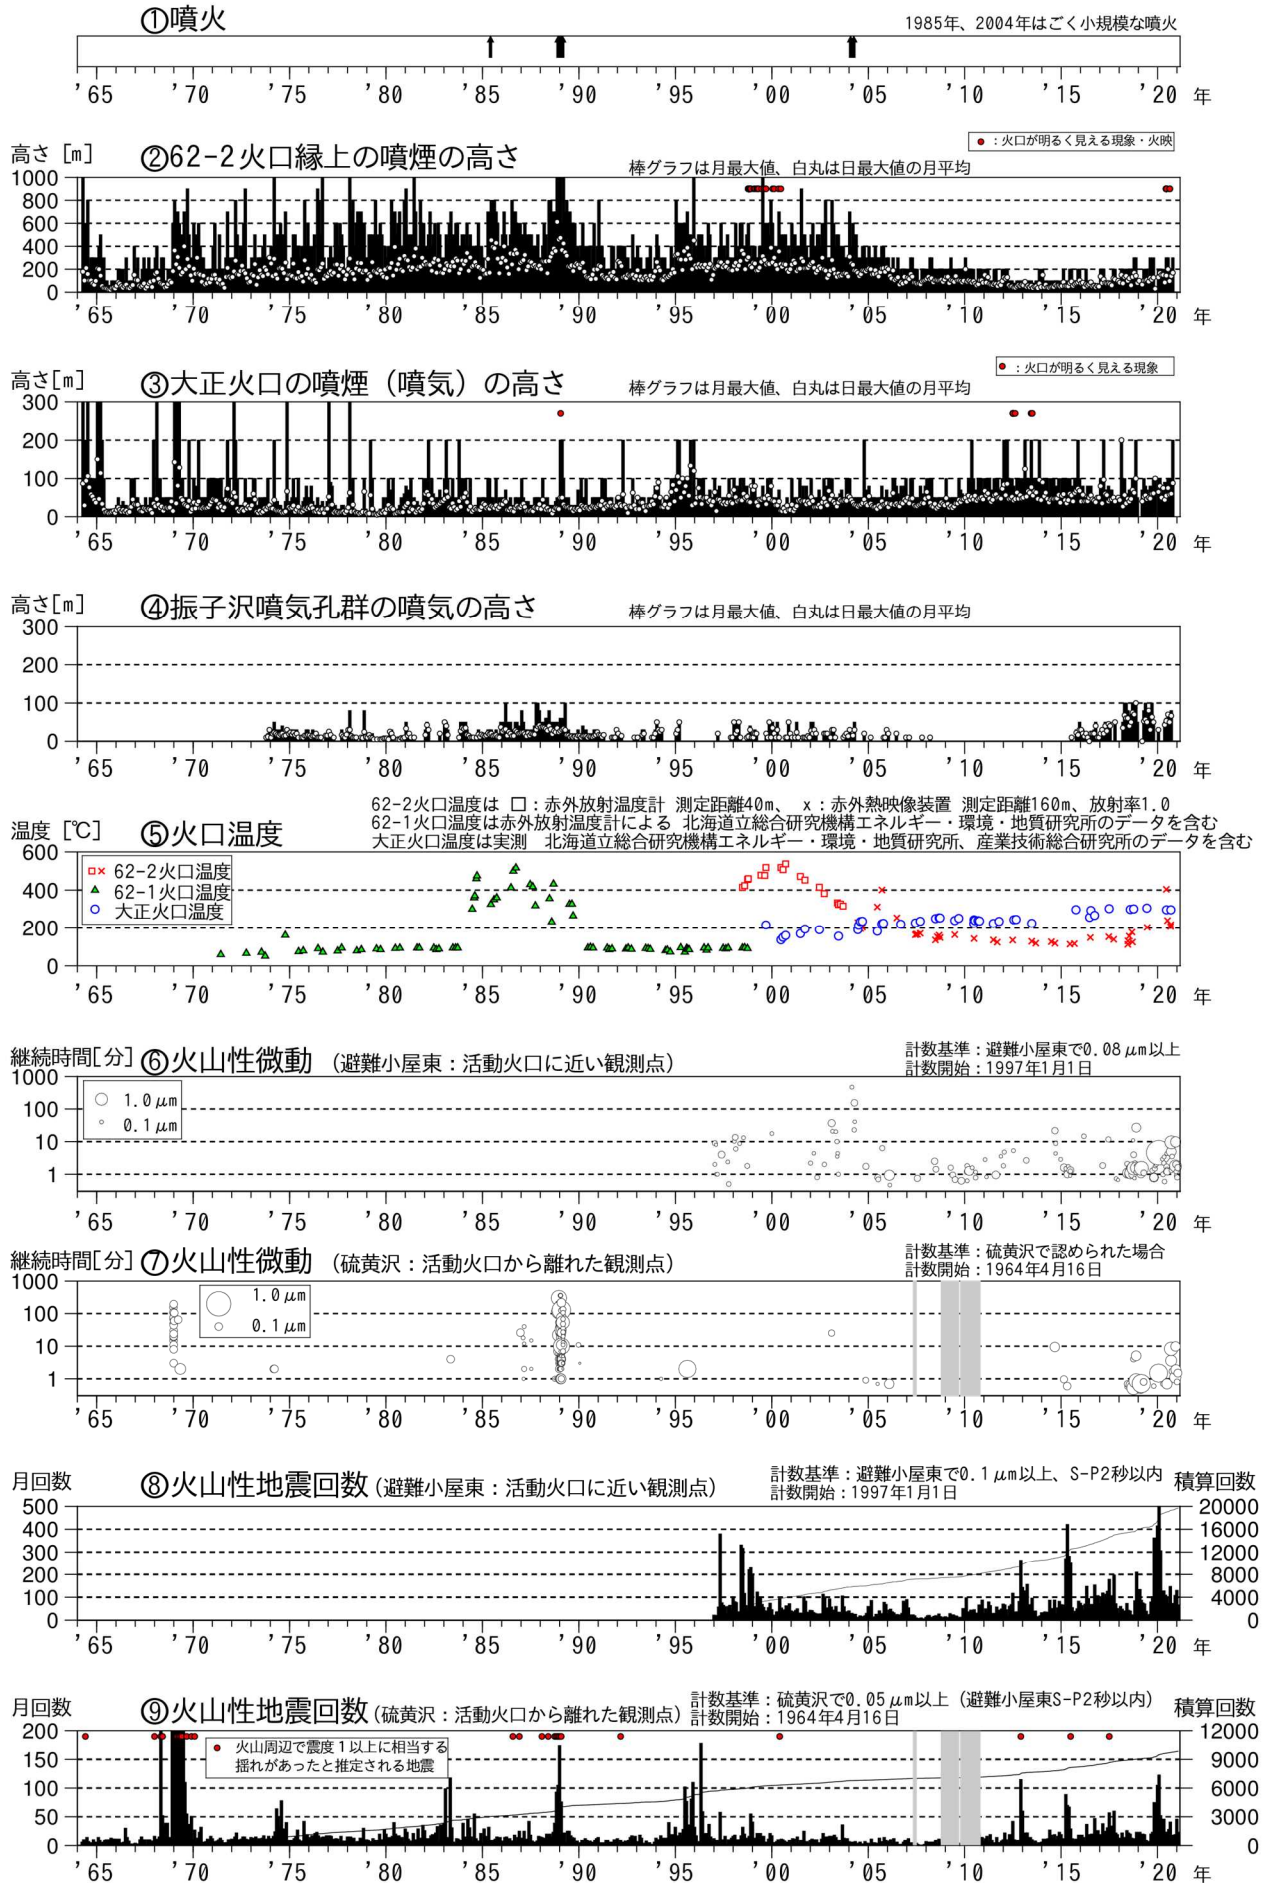 ①噴火
1985年、2004年はごく小規模な噴火
'65 '70 '75 '80 '85 '90 '95 '00 '05 '10 '15 '20 年
●：火口が明るく見える現象・火映
高さ [m] ②62-2火口縁上の噴煙の高さ
棒グラフは月最大値、白丸は日最大値の月平均
1000
800
600
400
200
0
'65 '70 '75 '80 '85 '90 '95 '00 '05 '10 '15 '20 年
●：火口が明るく見える現象
高さ[m] ③大正火口の噴煙（噴気）の高さ 棒グラフは月最大値、白丸は日最大値の月平均
300
200
100
0
'65 '70 '75 '80 '85 '90 '95 '00 '05 '10 '15 '20 年
高さ[m] ④振子沢噴気孔群の噴気の高さ 棒グラフは月最大値、白丸は日最大値の月平均
300
200
100
0
'65 '70 '75 '80 '85 '90 '95 '00 '05 '10 '15 '20 年
62-2火口温度は □：赤外放射温度計 測定距離40m、 x：赤外熱映像装置 測定距離160m、放射率1.0
62-1火口温度は赤外放射温度計による 北海道立総合研究機構エネルギー・環境・地質研究所のデータを含む
大正火口温度は実測 北海道立総合研究機構エネルギー・環境・地質研究所、産業技術総合研究所のデータを含む
温度 [℃] ⑤火口温度
600
400
200
0
□× 62-2火口温度
▲ 62-1火口温度
○ 大正火口温度
'65 '70 '75 '80 '85 '90 '95 '00 '05 '10 '15 '20 年
継続時間[分] ⑥火山性微動 （避難小屋東：活動火口に近い観測点）
計数基準：避難小屋東で0.08μm以上
計数開始：1997年1月1日
1000
100
10
1
○ 1.0μm
○ 0.1μm
'65 '70 '75 '80 '85 '90 '95 '00 '05 '10 '15 '20 年
継続時間[分] ⑦火山性微動 （硫黄沢：活動火口から離れた観測点）
計数基準：硫黄沢で認められた場合
計数開始：1964年4月16日
1000
100
10
1
○ 1.0μm
○ 0.1μm
'65 '70 '75 '80 '85 '90 '95 '00 '05 '10 '15 '20 年
月回数 ⑧火山性地震回数（避難小屋東：活動火口に近い観測点）
計数基準：避難小屋東で0.1μm以上、S-P2秒以内
計数開始：1997年1月1日
積算回数
500 20000
400 16000
300 12000
200 8000
100 4000
0 0
'65 '70 '75 '80 '85 '90 '95 '00 '05 '10 '15 '20 年
月回数 ⑨火山性地震回数（硫黄沢：活動火口から離れた観測点）
計数基準：硫黄沢で0.05μm以上（避難小屋東S-P2秒以内）
計数開始：1964年4月16日
積算回数
200 12000
150 9000
100 6000
50 3000
0 0
● 火山周辺で震度１以上に相当する
揺れがあったと推定される地震
'65 '70 '75 '80 '85 '90 '95 '00 '05 '10 '15 '20 年